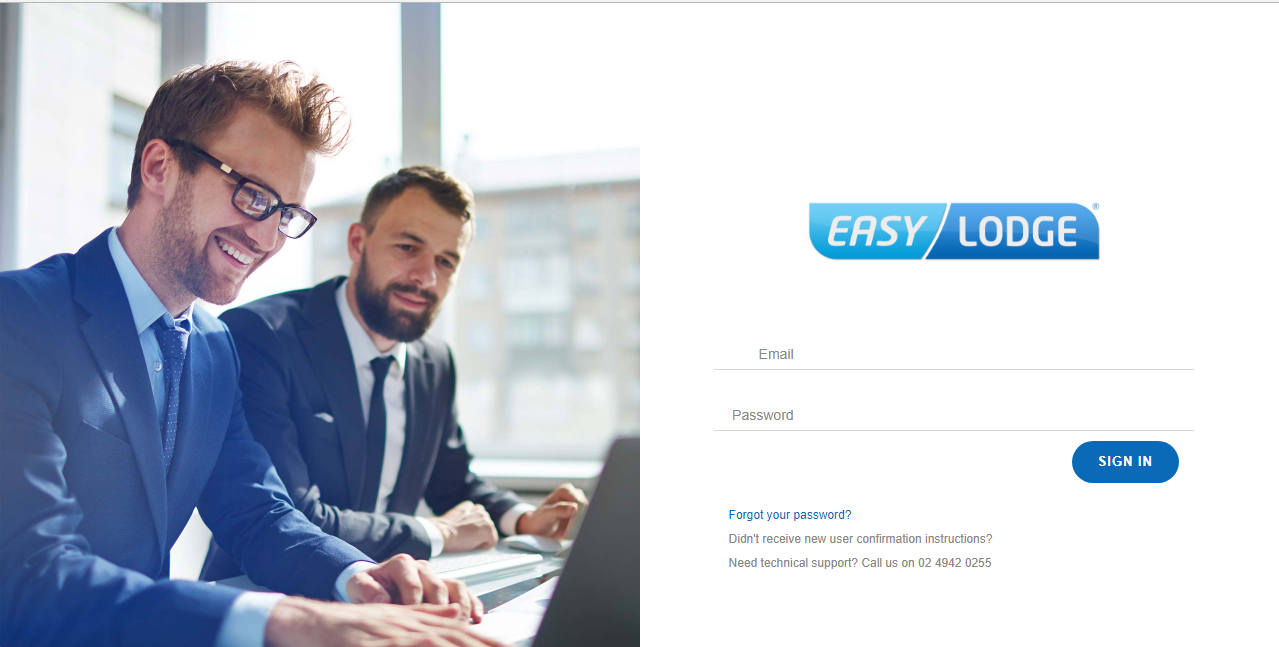 EASY LODGE®
Email
Password
SIGN IN
Forgot your password?
Didn't receive new user confirmation instructions?
Need technical support? Call us on 02 4942 0255